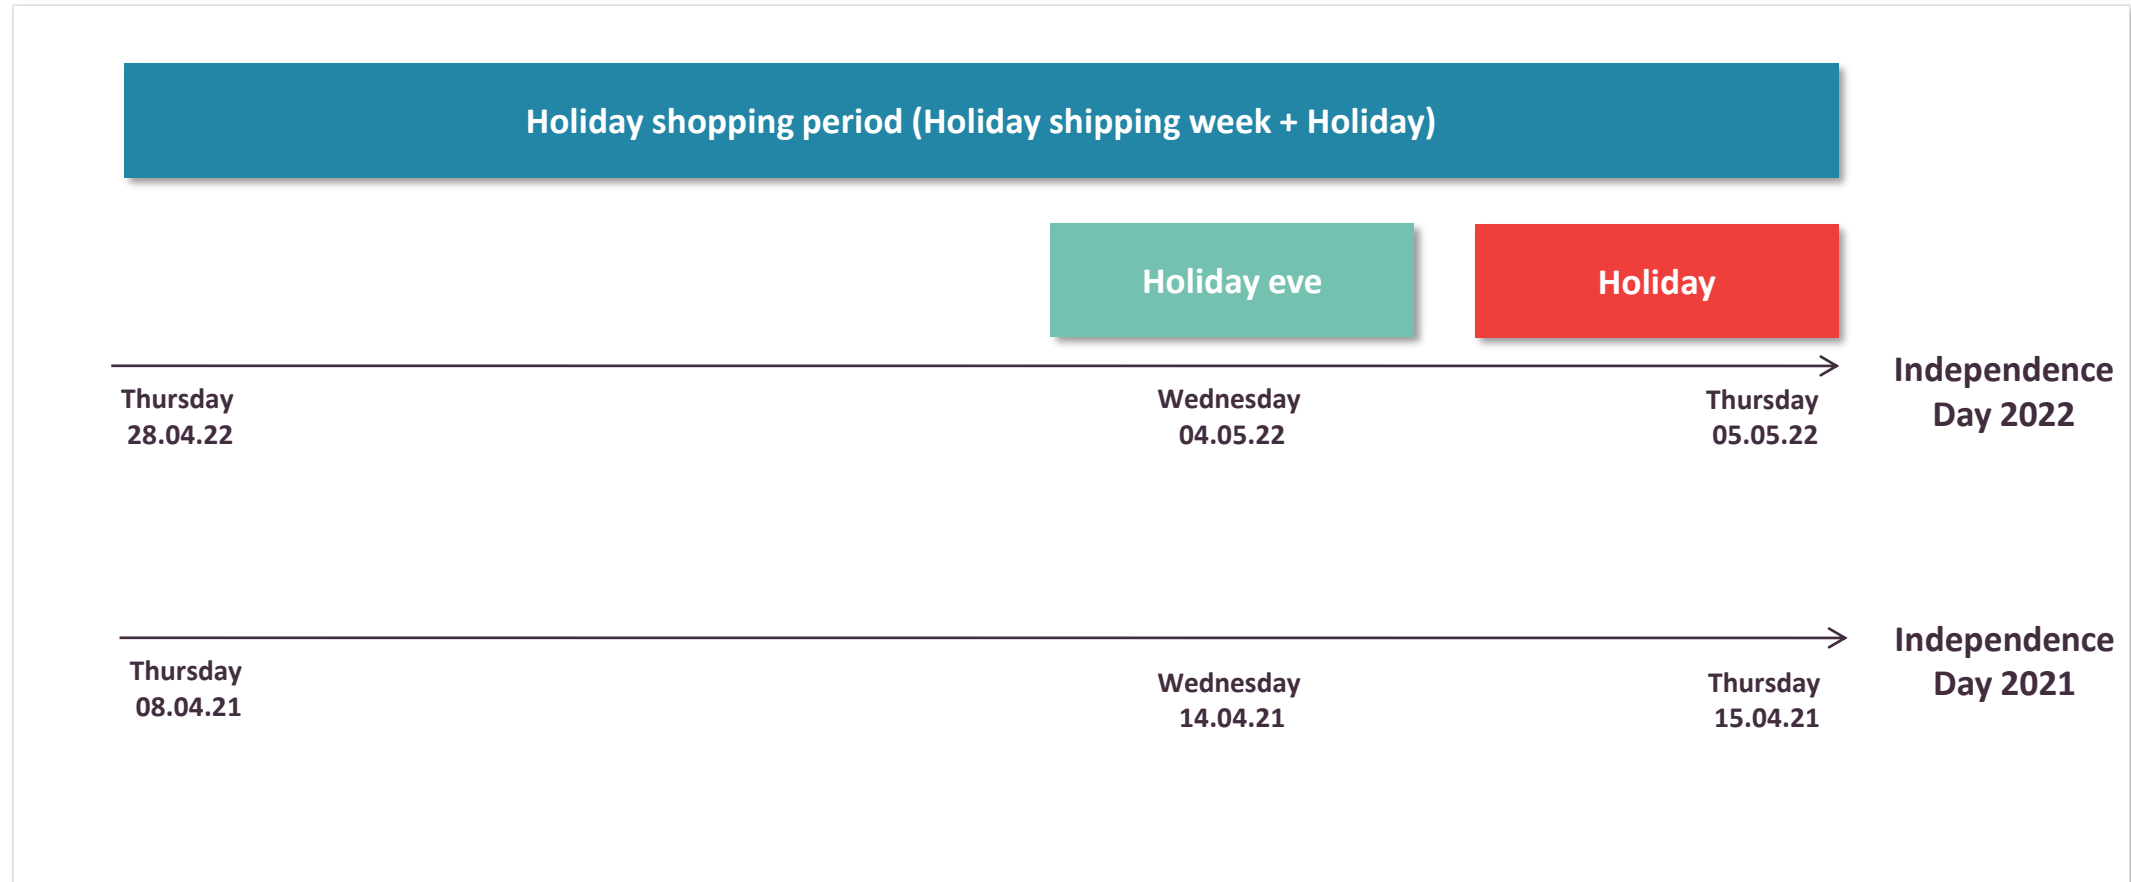 Holiday shopping period (Holiday shipping week + Holiday)
Holiday eve
Holiday
Thursday
28.04.22
Wednesday
04.05.22
Thursday
05.05.22
Independence
Day 2022
Thursday
08.04.21
Wednesday
14.04.21
Thursday
15.04.21
Independence
Day 2021